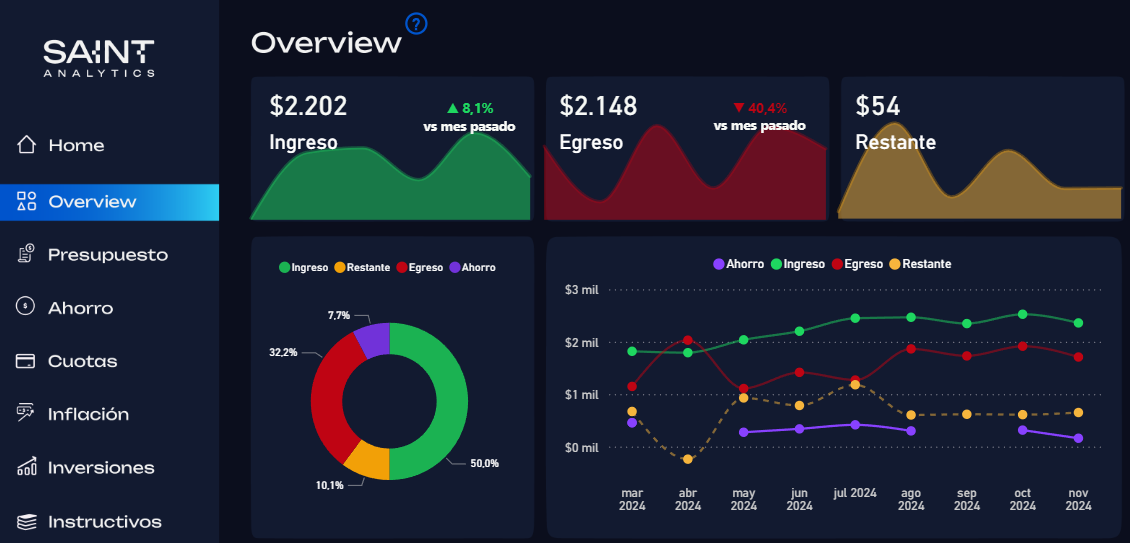 SAINT
ANALYTICS
Home
Overview
Presupuesto
Ahorro
Cuotas
Inflación
Inversiones
Instructivos
Overview ?
$2.202
▲ 8,1%
vs mes pasado
Ingreso
$2.148
▼ 40,4%
vs mes pasado
Egreso
$54
Restante
Ingreso Restante Egreso Ahorro
7,7%
32,2%
50,0%
10,1%
Ahorro Ingreso Egreso Restante
$3 mil
$2 mil
$1 mil
$0 mil
mar 2024
abr 2024
may 2024
jun 2024
jul 2024
ago 2024
sep 2024
oct 2024
nov 2024